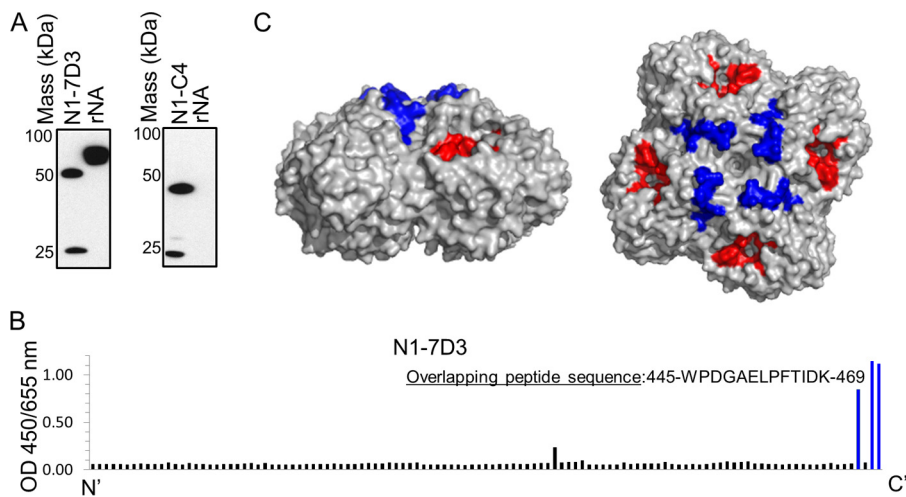 A
C
Mass (kDa)
N1-7D3
rNA
100
50
25
Mass (kDa)
N1-C4
rNA
100
50
25
B
N1-7D3
Overlapping peptide sequence:445-WPDGAELPFTIDK-469
OD 450/655 nm
1.00
0.50
0.00
N'
C'